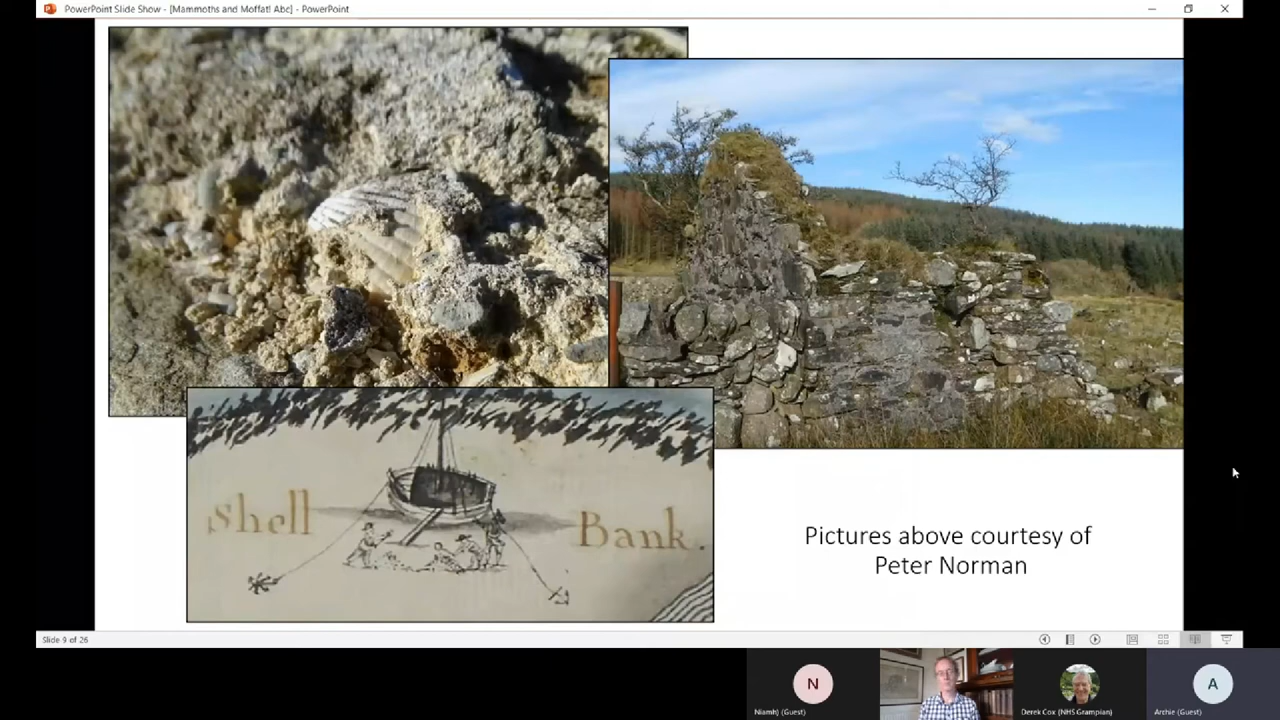 PowerPoint Slide Show - [Mammoths and Moffat! Abc] - PowerPoint
Shell Bank.
Pictures above courtesy of
Peter Norman
Slide 9 of 26
N
A
Niamhj (Guest)
Derek Cox (NHS Grampian)
Archie (Guest)